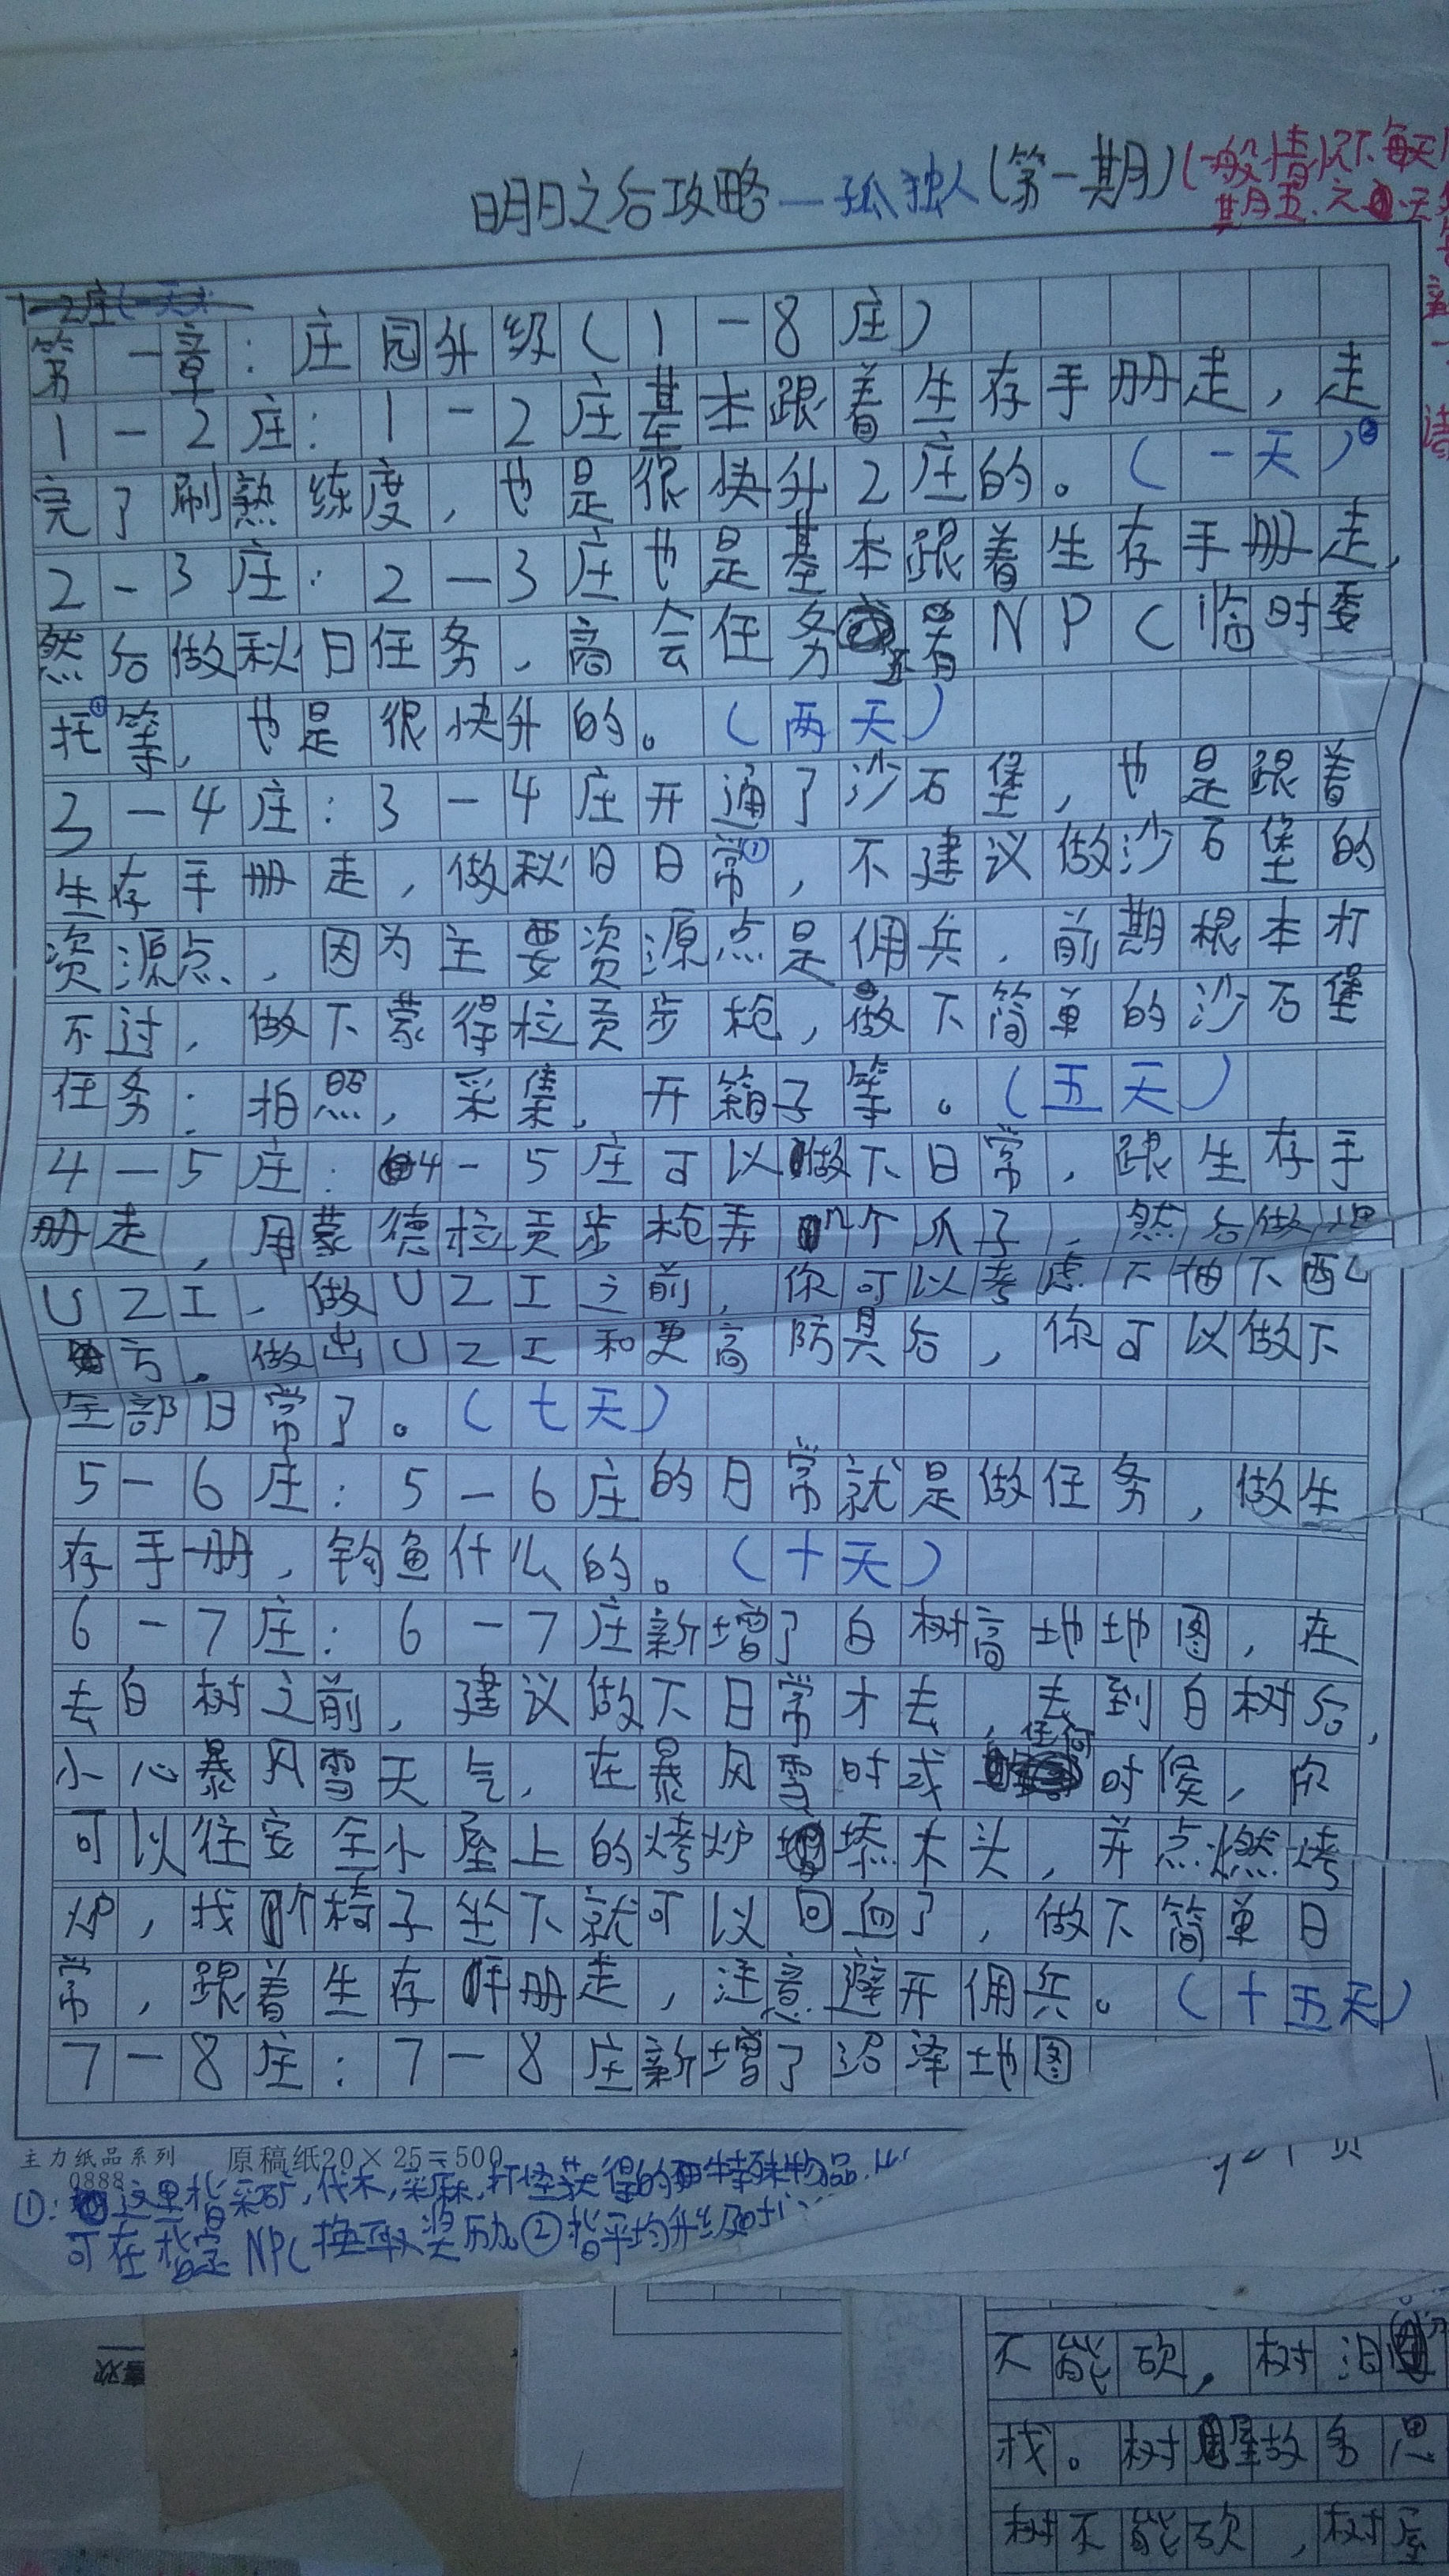 明日之后攻略—孤独人(第一期)(一般情况下每天
期五、之
1-2庄(一天)
第一章：庄园升级(1-8庄)
1-2庄：1-2庄基本跟着生存手册走，走
完了刷熟练度，也是很快升2庄的。(一天)②
2-3庄：2-3庄也是基本跟着生存手册走，
然后做秋日任务，商会任务 看NPC(临时委
托①等，也是很快升的。(两天)
3-4庄：3-4庄开通了沙石堡，也是跟着
生存手册走，做秋日日常①，不建议做沙石堡的
资源点，因为主要资源点是佣兵，前期根本打
不过，做下蒙得拉贡步枪，做下简单的沙石堡
任务：拍照，采集，开箱子等。(五天)
4-5庄：4-5庄可以做下日常，跟生存手
册走，用蒙德拉贡步枪弄几个爪子，然后做把
UZI，做UZI之前，你可以考虑下抽下配
方。做出UZI和更高防具后，你可以做下
全部日常了。(七天)
5-6庄：5-6庄的日常就是做任务，做生
存手册，钓鱼什么的。(十天)
6-7庄：6-7庄新增了白树高地地图，在
去白树之前，建议做下日常才去，去到白树后，
小心暴风雪天气，在暴风雪时或任何时候，你
可以往安全小屋上的烤炉添木头，并点燃烤
炉，找个椅子坐下就可以回血了，做下简单日
常，跟着生存手册走，注意避开佣兵。(十五天)
7-8庄：7-8庄新增了沼泽地图
主力纸品系列 原稿纸20×25=500
0888
①：这里指采矿，伐木，采麻，打怪获得的特殊物品，
可在指定NPC换取奖励②指平均升级时
喜欢
不能砍，树泪
找。树屋故多思
树不能砍，树屋